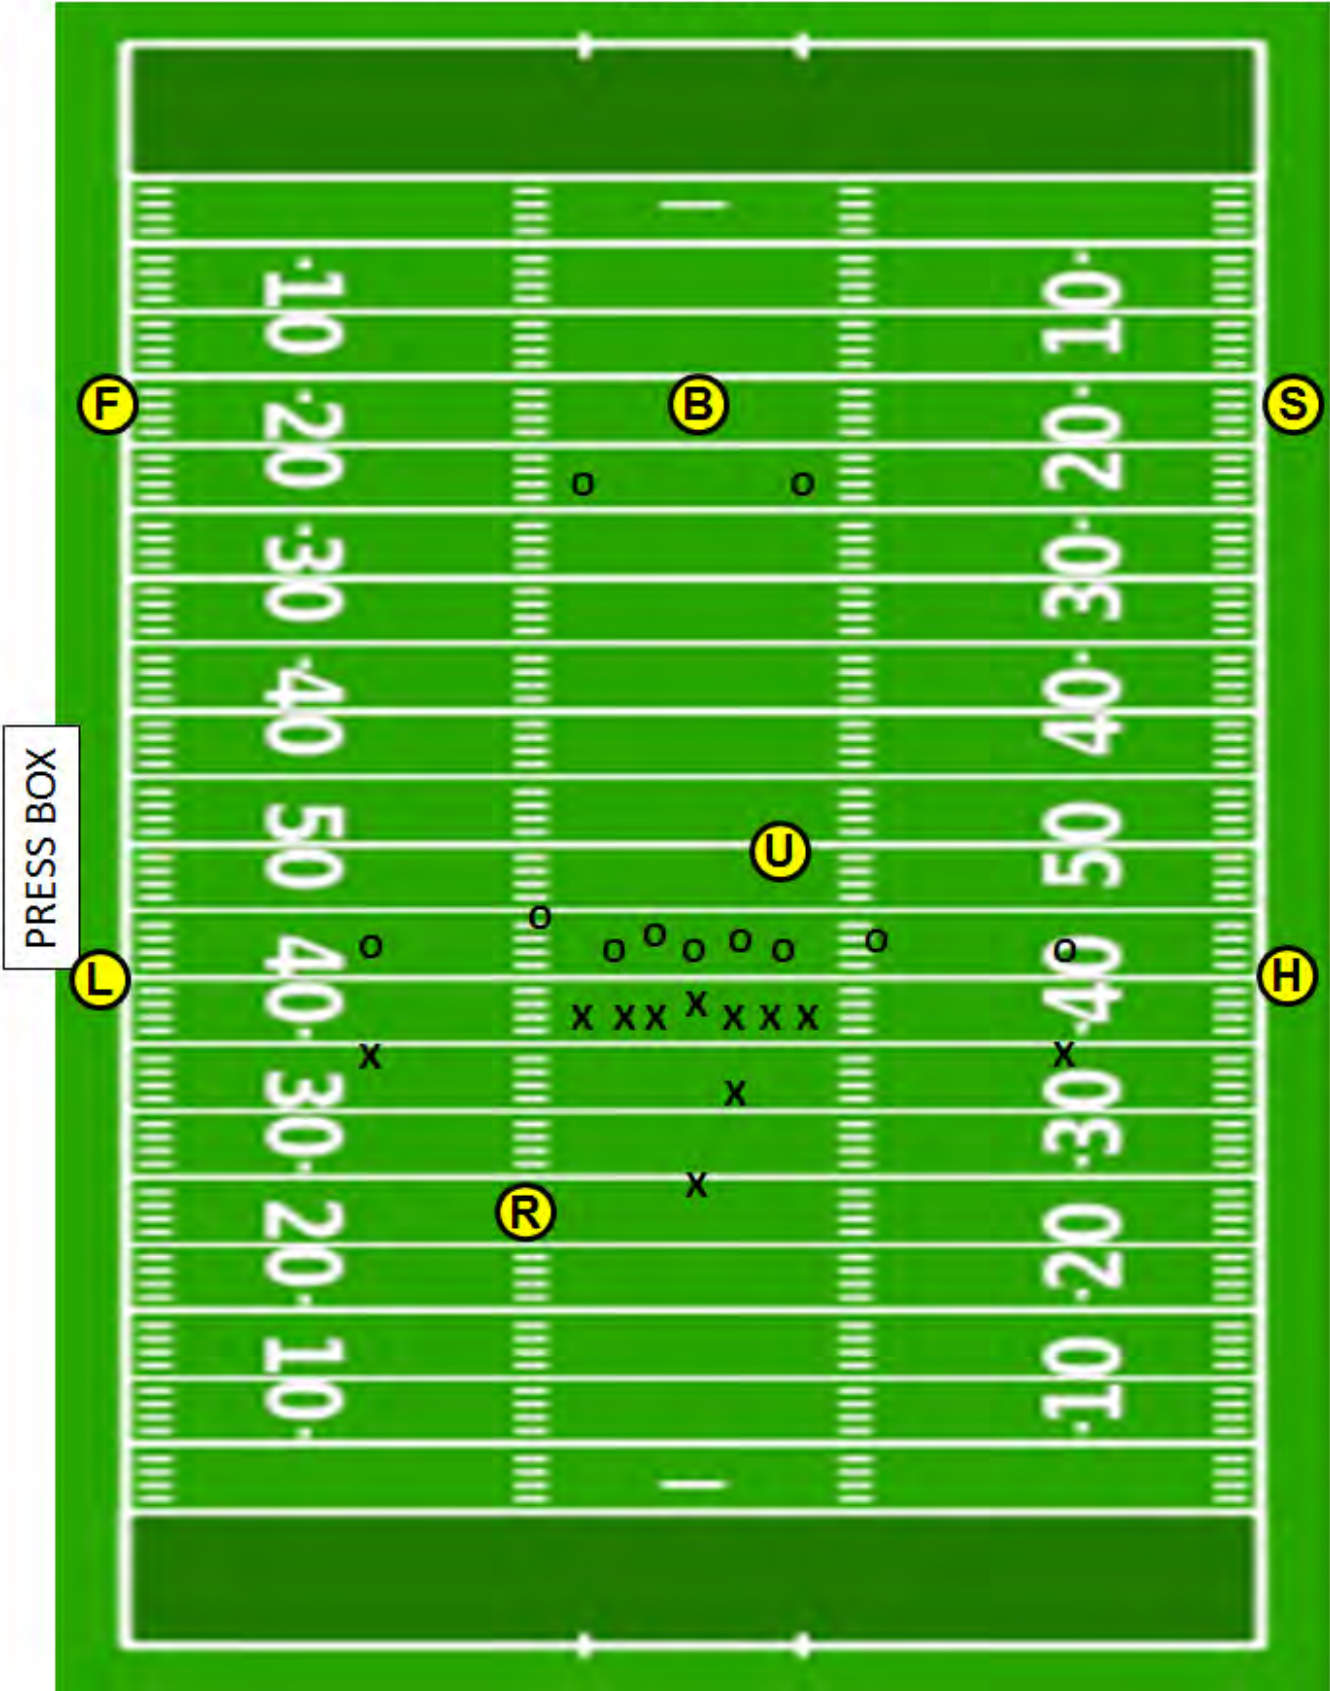 10 10
F B S
20 20
O O
30 30
40 40
PRESS BOX
50 U 50
O
O O O O O O O O
L 40 40 H
X X X X X X X
X X
30 X 30
X
R
20 20
10 10